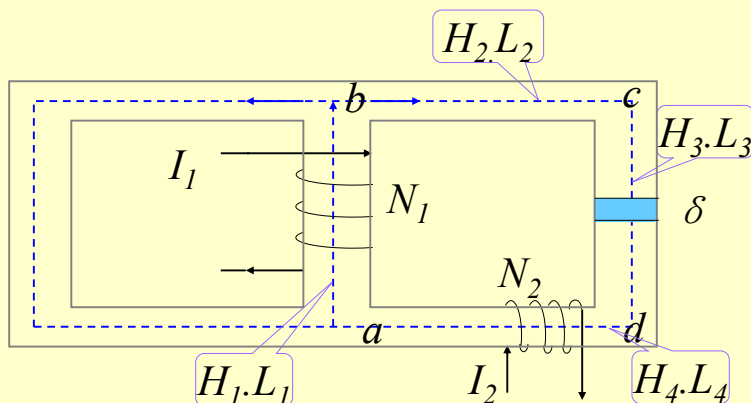 H₂.L₂
b
c
H₃.L₃
I₁
N₁
δ
N₂
a
d
H₁.L₁
I₂
H₄.L₄